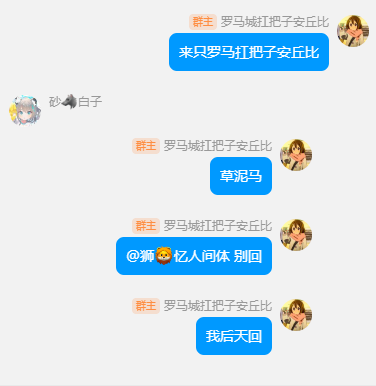 群主 罗马城扛把子安丘比
来只罗马扛把子安丘比
砂🐺白子
群主 罗马城扛把子安丘比
草泥马
群主 罗马城扛把子安丘比
@狮🦁忆人间体 别回
群主 罗马城扛把子安丘比
我后天回